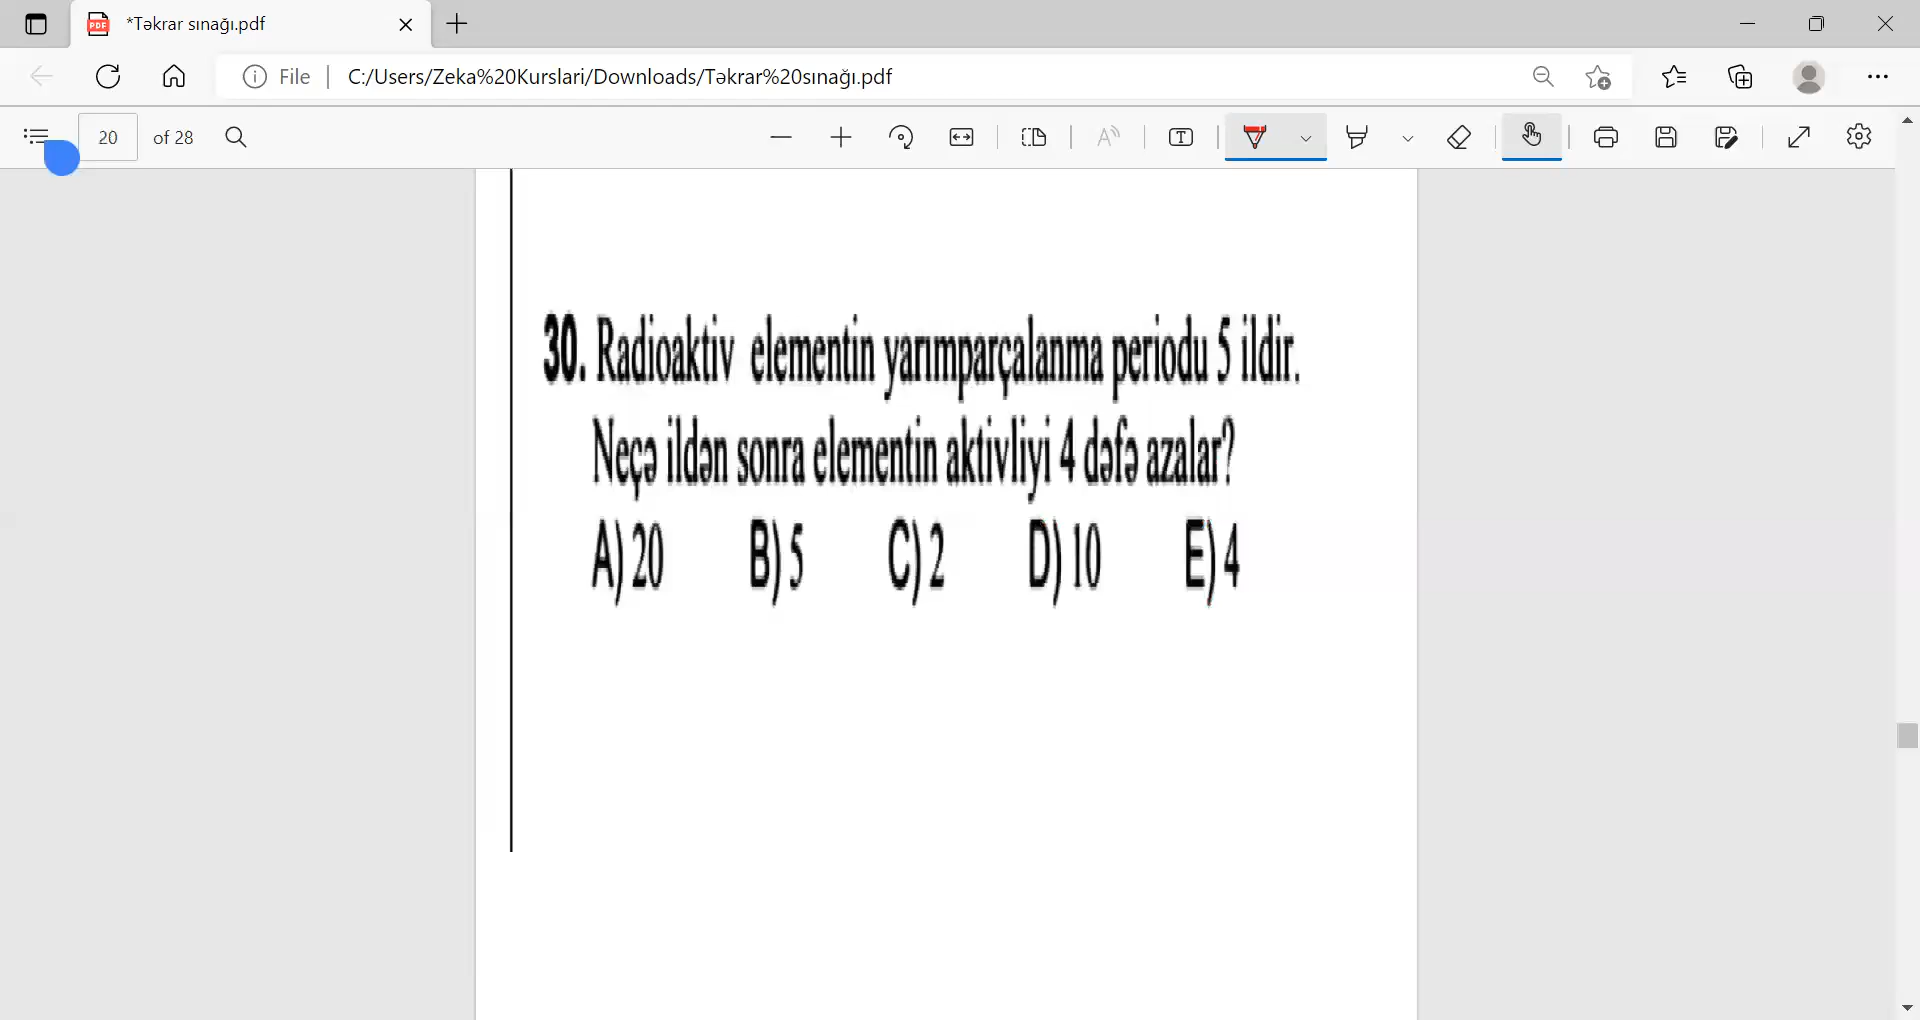 *Təkrar sınağı.pdf
File
C:/Users/Zeka%20Kurslari/Downloads/Təkrar%20sınağı.pdf
20 of 28
30. Radioaktiv elementin yarımparçalanma periodu 5 ildir.
Neçə ildən sonra elementin aktivliyi 4 dəfə azalar?
A) 20 B) 5 C) 2 D) 10 E) 4